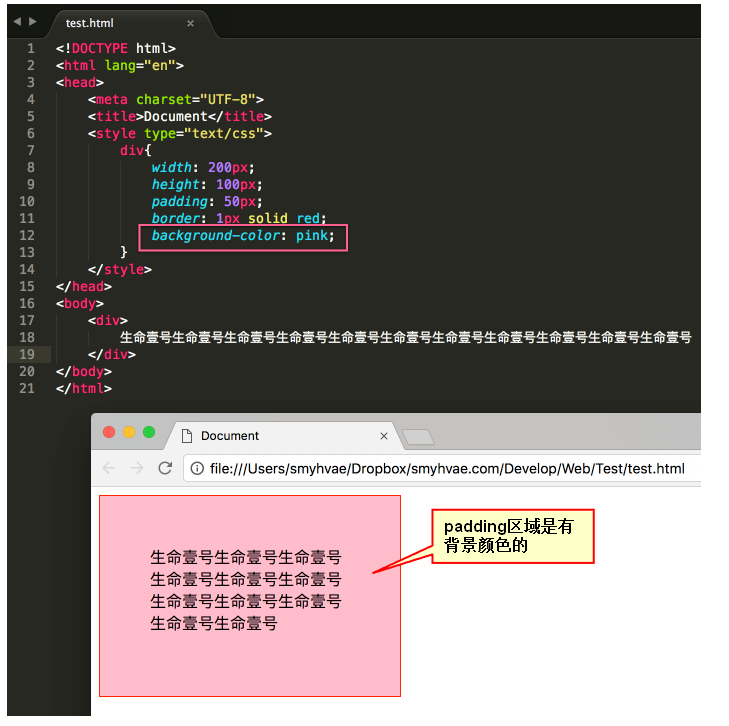 test.html
1 <!DOCTYPE html>
2 <html lang="en">
3 <head>
4 <meta charset="UTF-8">
5 <title>Document</title>
6 <style type="text/css">
7 div{
8 width: 200px;
9 height: 100px;
10 padding: 50px;
11 border: 1px solid red;
12 background-color: pink;
13 }
14 </style>
15 </head>
16 <body>
17 <div>
18 生命壹号生命壹号生命壹号生命壹号生命壹号生命壹号生命壹号生命壹号生命壹号生命壹号生命壹号
19 </div>
20 </body>
21 </html>
Document
file:///Users/smyhvae/Dropbox/smyhvae.com/Develop/Web/Test/test.html
生命壹号生命壹号生命壹号
生命壹号生命壹号生命壹号
生命壹号生命壹号生命壹号
生命壹号生命壹号
padding区域是有
背景颜色的